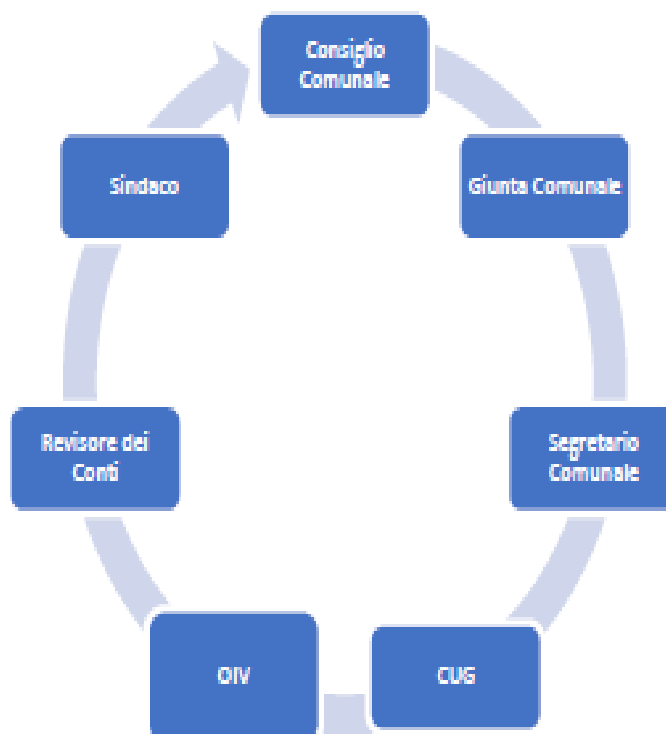 Consiglio
Comunale
Giunta Comunale
Segretario
Comunale
CUG
OIV
Revisore dei
Conti
Sindaco